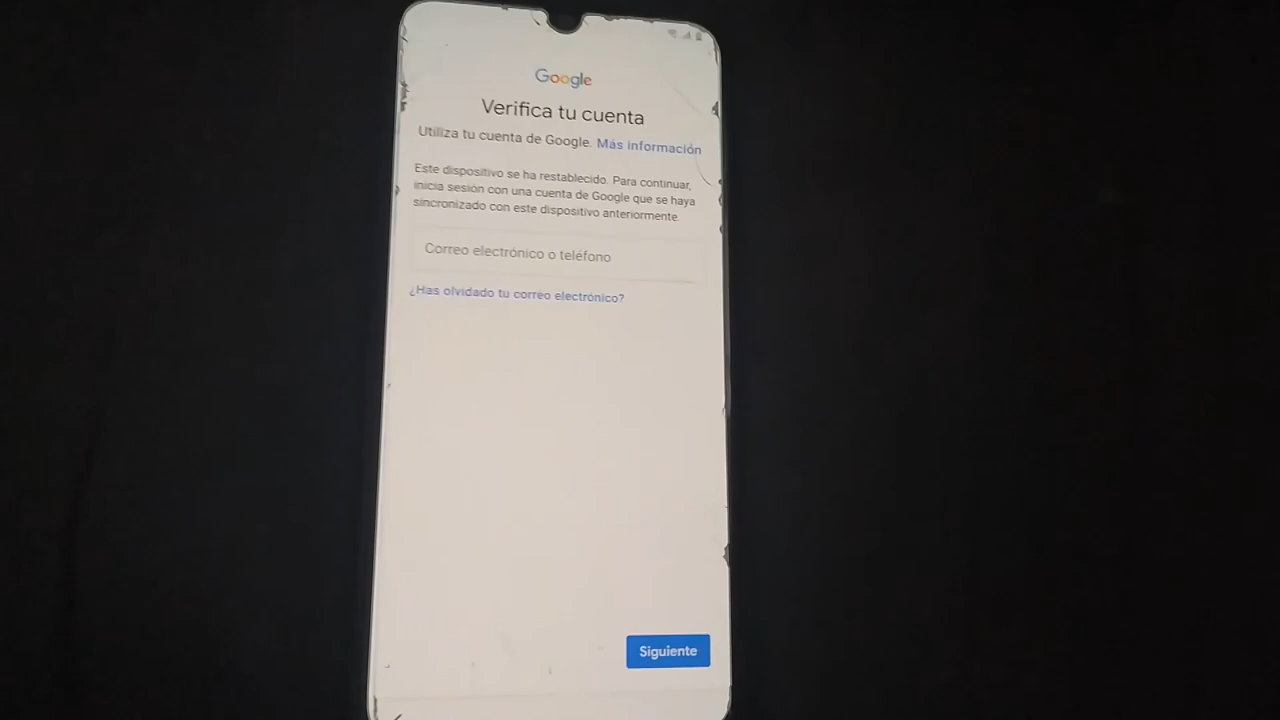 Google
Verifica tu cuenta
Utiliza tu cuenta de Google. Más información
Este dispositivo se ha restablecido. Para continuar,
inicia sesión con una cuenta de Google que se haya
sincronizado con este dispositivo anteriormente.
Correo electrónico o teléfono
¿Has olvidado tu correo electrónico?
Siguiente